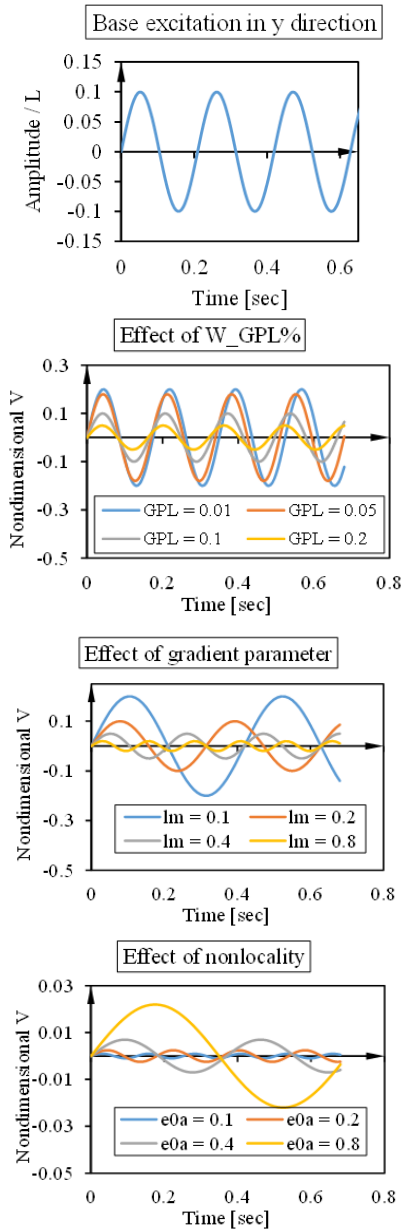 Base excitation in y direction
Amplitude / L
0.15
0.1
0.05
0
-0.05
-0.1
-0.15
0 0.2 0.4 0.6
Time [sec]
Effect of W_GPL%
Nondimensional V
0.3
0.1
-0.1
-0.3
-0.5
GPL = 0.01 GPL = 0.05
GPL = 0.1 GPL = 0.2
0 0.2 0.4 0.6 0.8
Time [sec]
Effect of gradient parameter
Nondimensional V
0.1
-0.1
-0.3
-0.5
lm = 0.1 lm = 0.2
lm = 0.4 lm = 0.8
0 0.2 0.4 0.6 0.8
Time [sec]
Effect of nonlocality
Nondimensional V
0.03
0.01
-0.01
-0.03
-0.05
e0a = 0.1 e0a = 0.2
e0a = 0.4 e0a = 0.8
0 0.2 0.4 0.6 0.8
Time [sec]